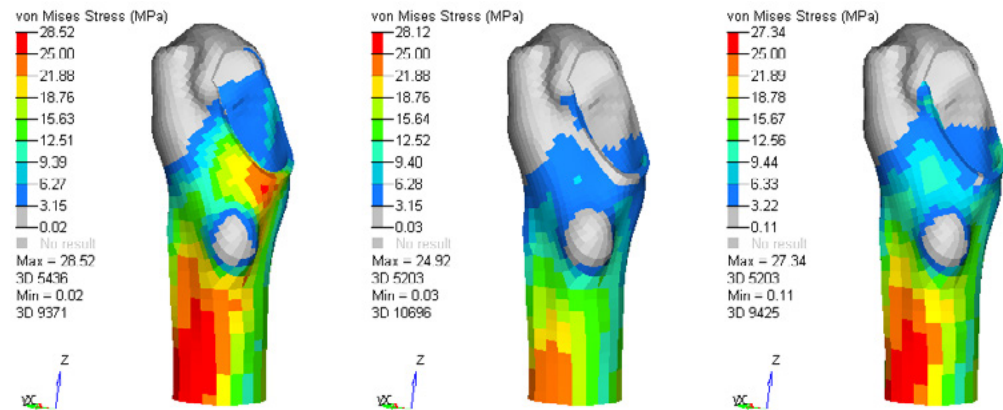 von Mises Stress (MPa)
28.52
25.00
21.88
18.76
15.63
12.51
9.39
6.27
3.15
0.02
No result
Max = 28.52
3D 5436
Min = 0.02
3D 9371
Z
von Mises Stress (MPa)
28.12
25.00
21.88
18.76
15.64
12.52
9.40
6.28
3.15
0.03
No result
Max = 24.92
3D 5203
Min = 0.03
3D 10696
Z
von Mises Stress (MPa)
27.34
25.00
21.89
18.78
15.67
12.56
9.44
6.33
3.22
0.11
No result
Max = 27.34
3D 5203
Min = 0.11
3D 9425
Z